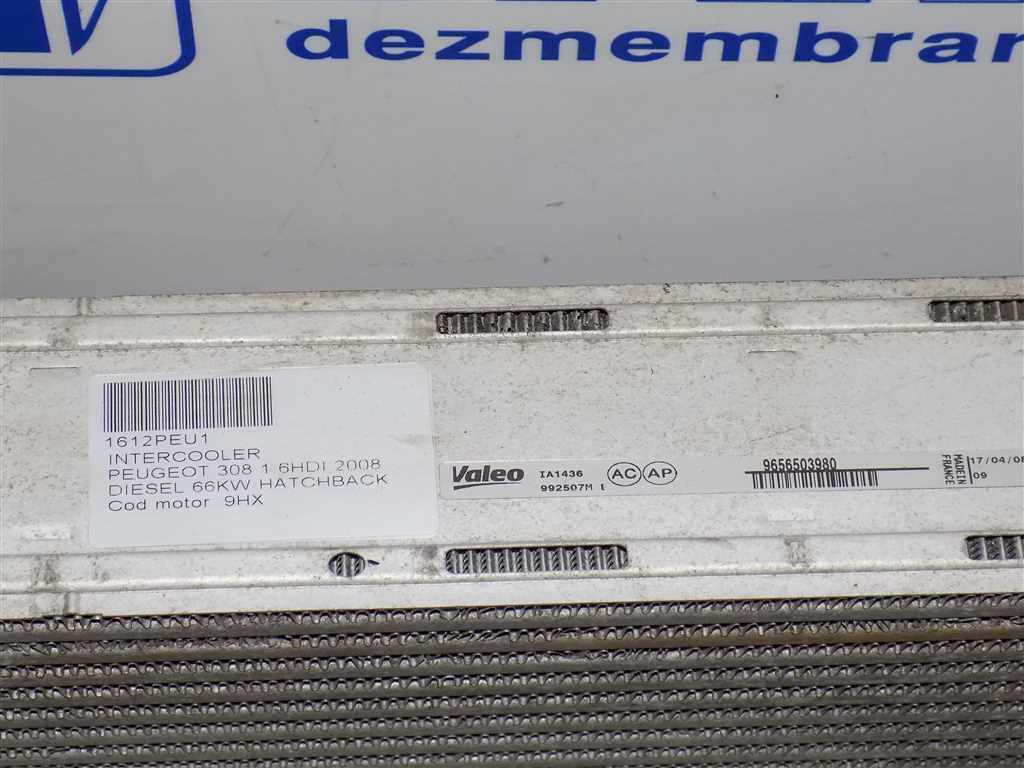 dezmembrar
1612PEU1
INTERCOOLER
PEUGEOT 308 1.6HDI 2008
DIESEL 66KW HATCHBACK
Cod motor 9HX
Valeo
IA1436
992507M E
AC
AP
9656503980
MADE IN
FRANCE
17/04/08
09